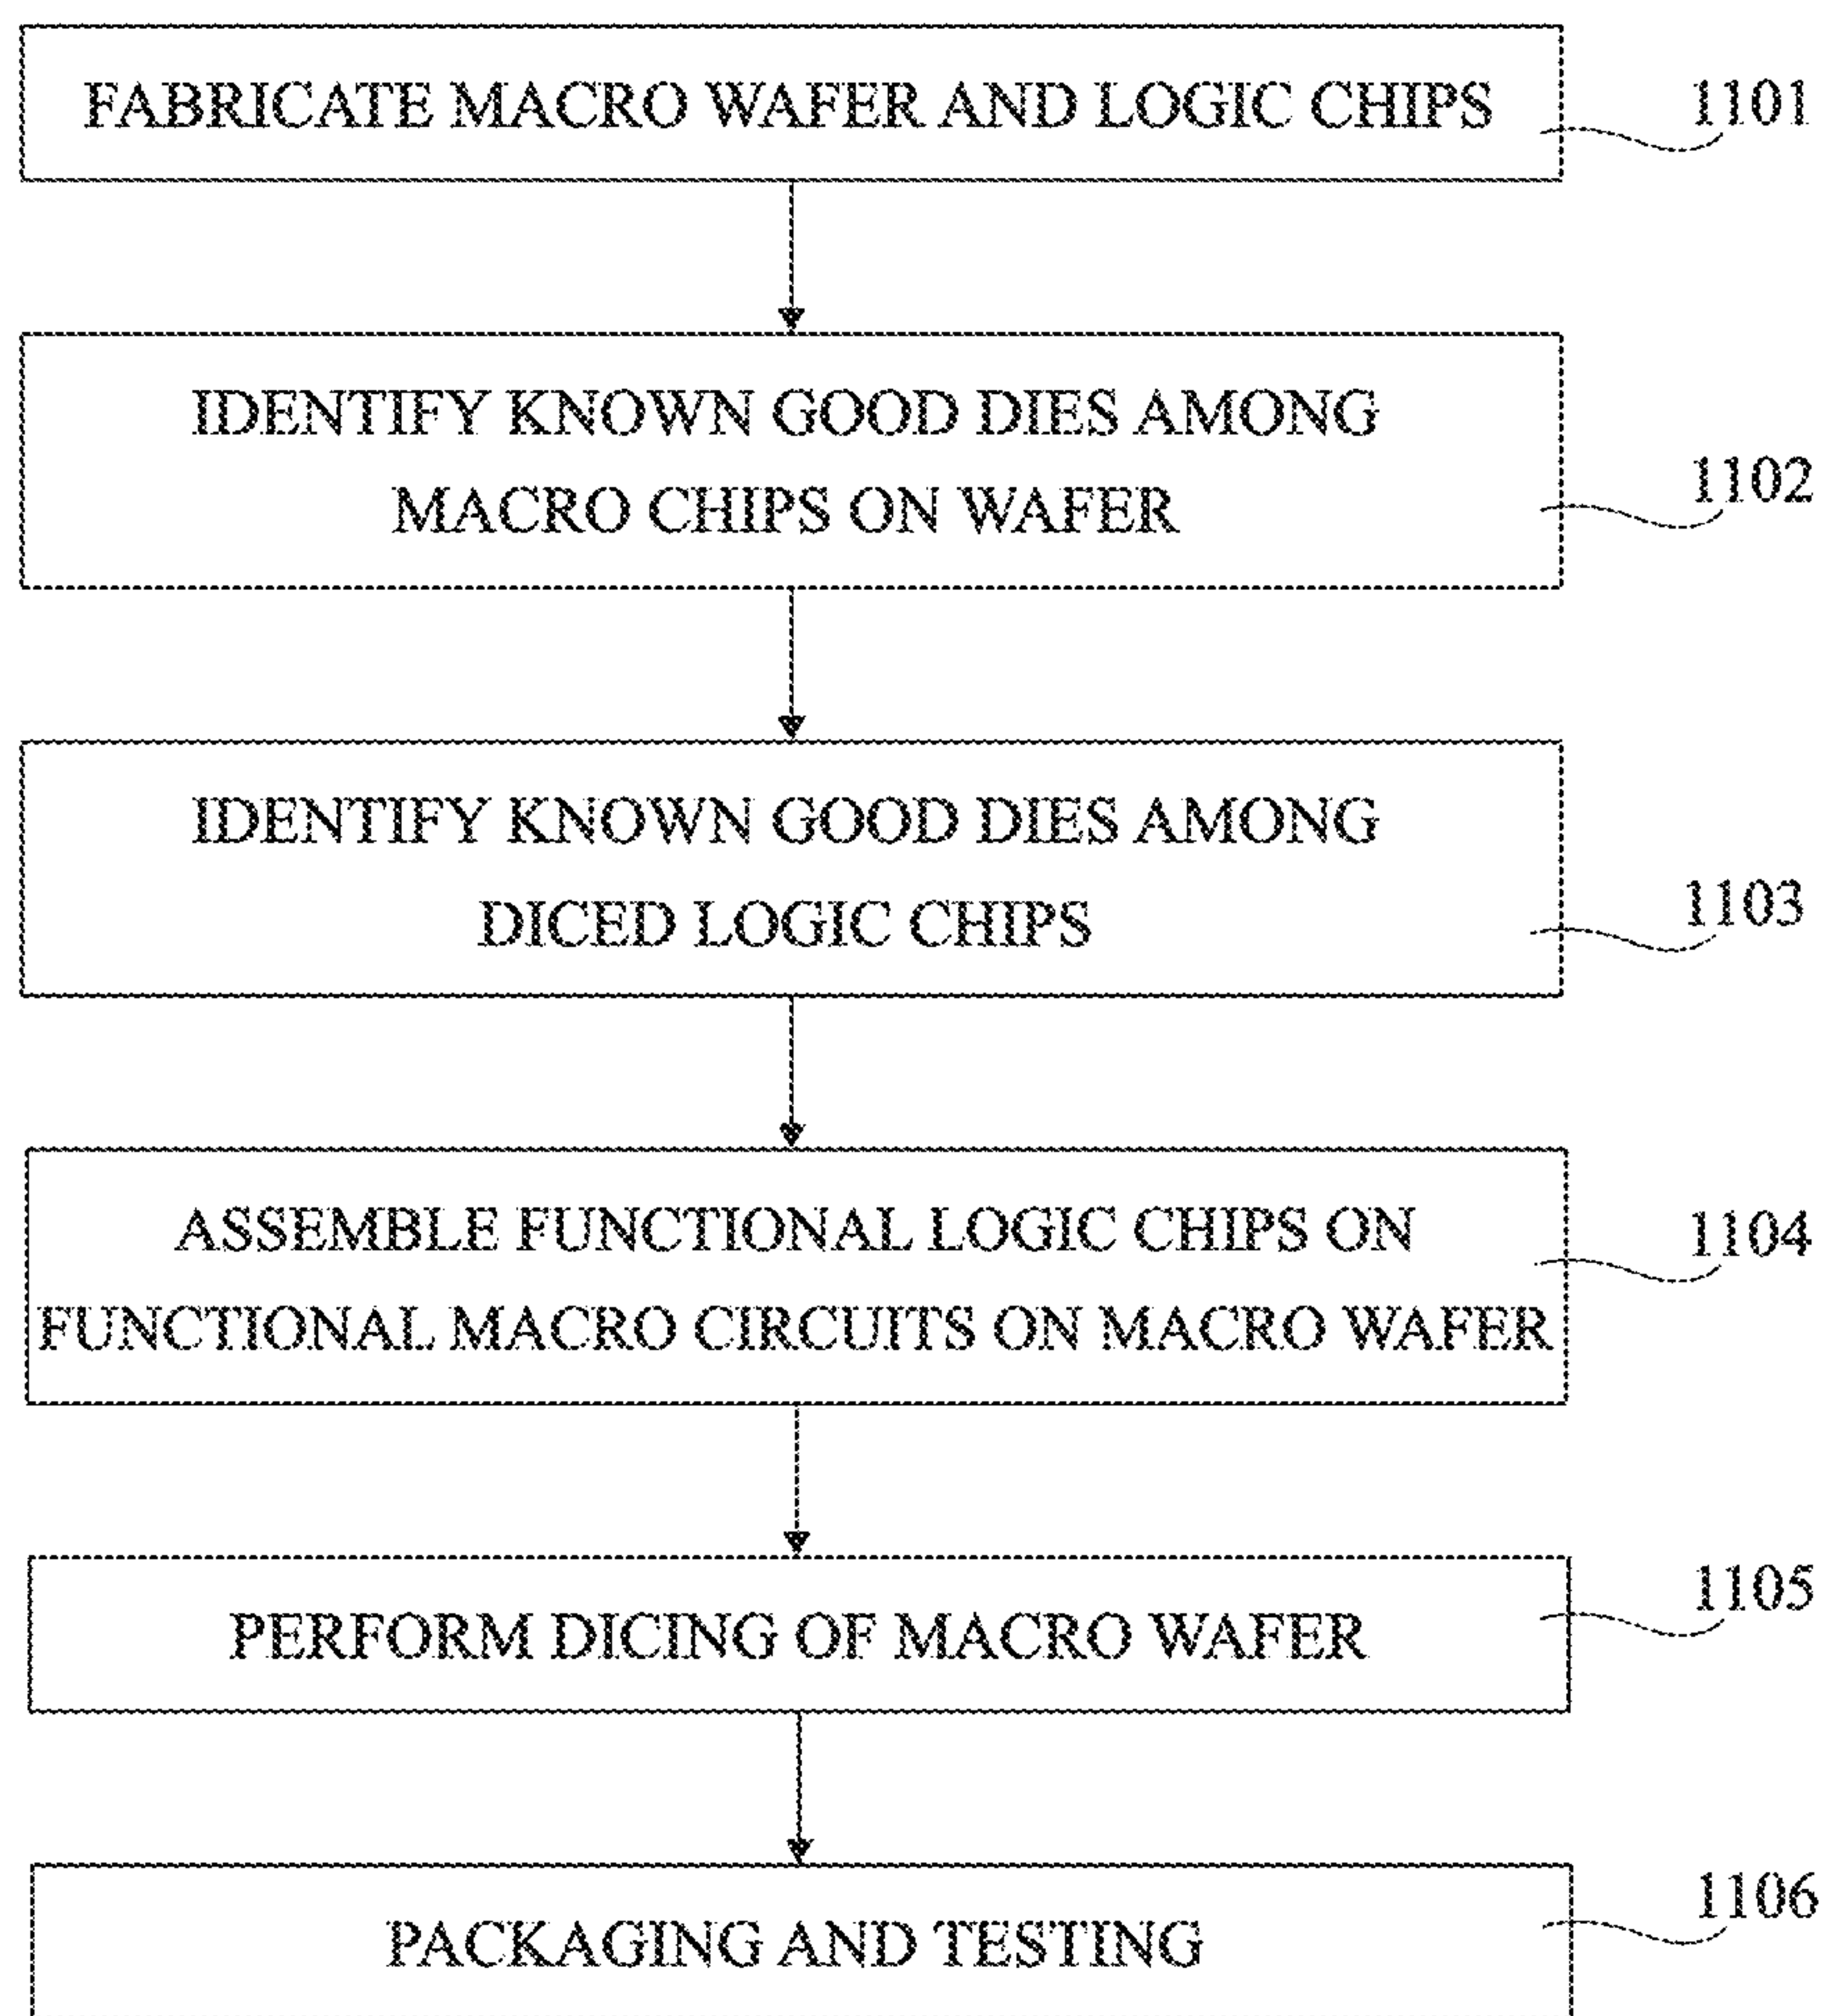 FABRICATE MACRO WAFER AND LOGIC CHIPS
1101
IDENTIFY KNOWN GOOD DIES AMONG
MACRO CHIPS ON WAFER
1102
IDENTIFY KNOWN GOOD DIES AMONG
DICED LOGIC CHIPS
1103
ASSEMBLE FUNCTIONAL LOGIC CHIPS ON
FUNCTIONAL MACRO CIRCUITS ON MACRO WAFER
1104
PERFORM DICING OF MACRO WAFER
1105
PACKAGING AND TESTING
1106